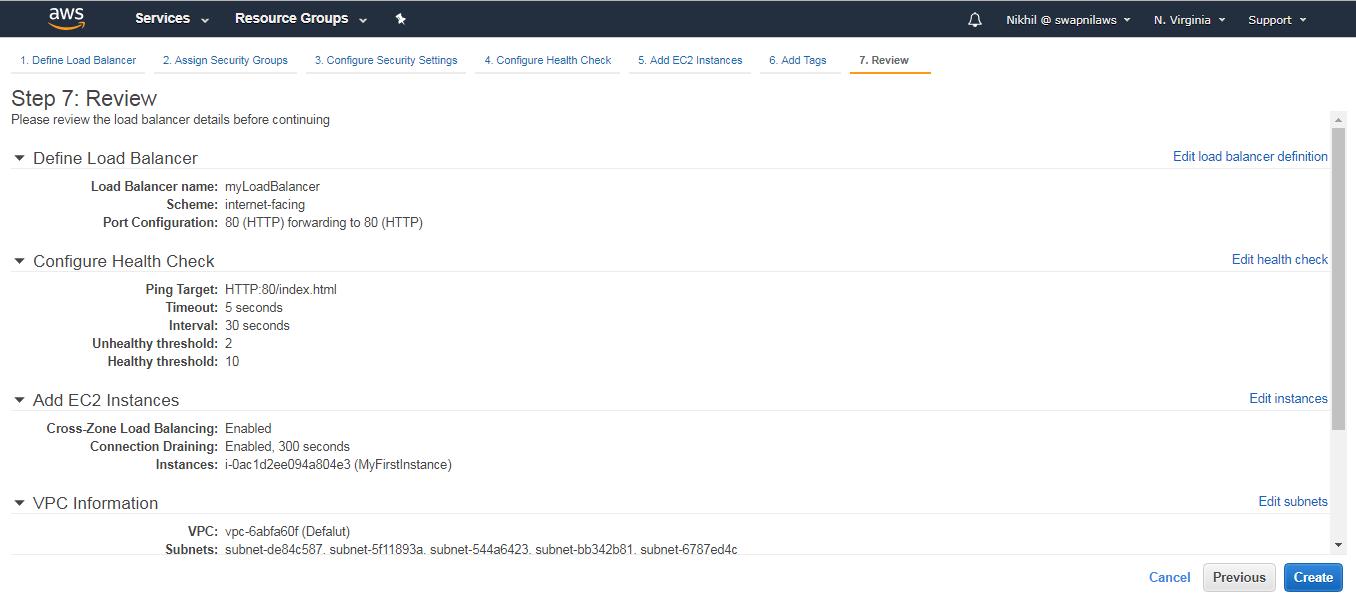 aws Services Resource Groups Nikhil @ swapnilaws N. Virginia Support
1. Define Load Balancer 2. Assign Security Groups 3. Configure Security Settings 4. Configure Health Check 5. Add EC2 Instances 6. Add Tags 7. Review
Step 7: Review
Please review the load balancer details before continuing
Define Load Balancer Edit load balancer definition
Load Balancer name: myLoadBalancer
Scheme: internet-facing
Port Configuration: 80 (HTTP) forwarding to 80 (HTTP)
Configure Health Check Edit health check
Ping Target: HTTP:80/index.html
Timeout: 5 seconds
Interval: 30 seconds
Unhealthy threshold: 2
Healthy threshold: 10
Add EC2 Instances Edit instances
Cross-Zone Load Balancing: Enabled
Connection Draining: Enabled, 300 seconds
Instances: i-0ac1d2ee094a804e3 (MyFirstInstance)
VPC Information Edit subnets
VPC: vpc-6abfa60f (Defalut)
Subnets: subnet-de84c587, subnet-5f11893a, subnet-544a6423, subnet-bb342b81, subnet-6787ed4c
Cancel Previous Create